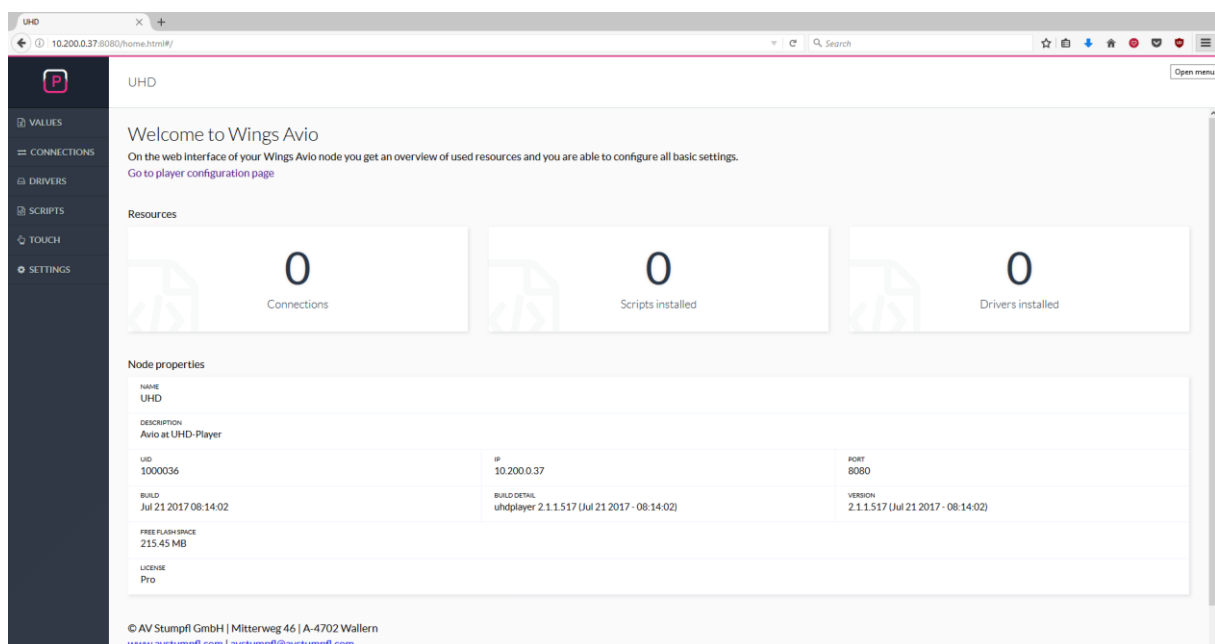 UHD
10.200.0.37:8080/home.html#/
Search
Open menu
P
UHD
VALUES
CONNECTIONS
DRIVERS
SCRIPTS
TOUCH
SETTINGS
Welcome to Wings Avio
On the web interface of your Wings Avio node you get an overview of used resources and you are able to configure all basic settings.
Go to player configuration page
Resources
0 0 0
Connections Scripts installed Drivers installed
Node properties
NAME
UHD
DESCRIPTION
Avio at UHD-Player
UID IP PORT
1000036 10.200.0.37 8080
BUILD BUILD DETAIL VERSION
Jul 21 2017 08:14:02 uhdplayer 2.1.1.517 (Jul 21 2017 - 08:14:02) 2.1.1.517 (Jul 21 2017 - 08:14:02)
FREE FLASH SPACE
215.45 MB
LICENSE
Pro
© AV Stumpfl GmbH | Mitterweg 46 | A-4702 Wallern
www.avstumpfl.com | avstumpfl@avstumpfl.com